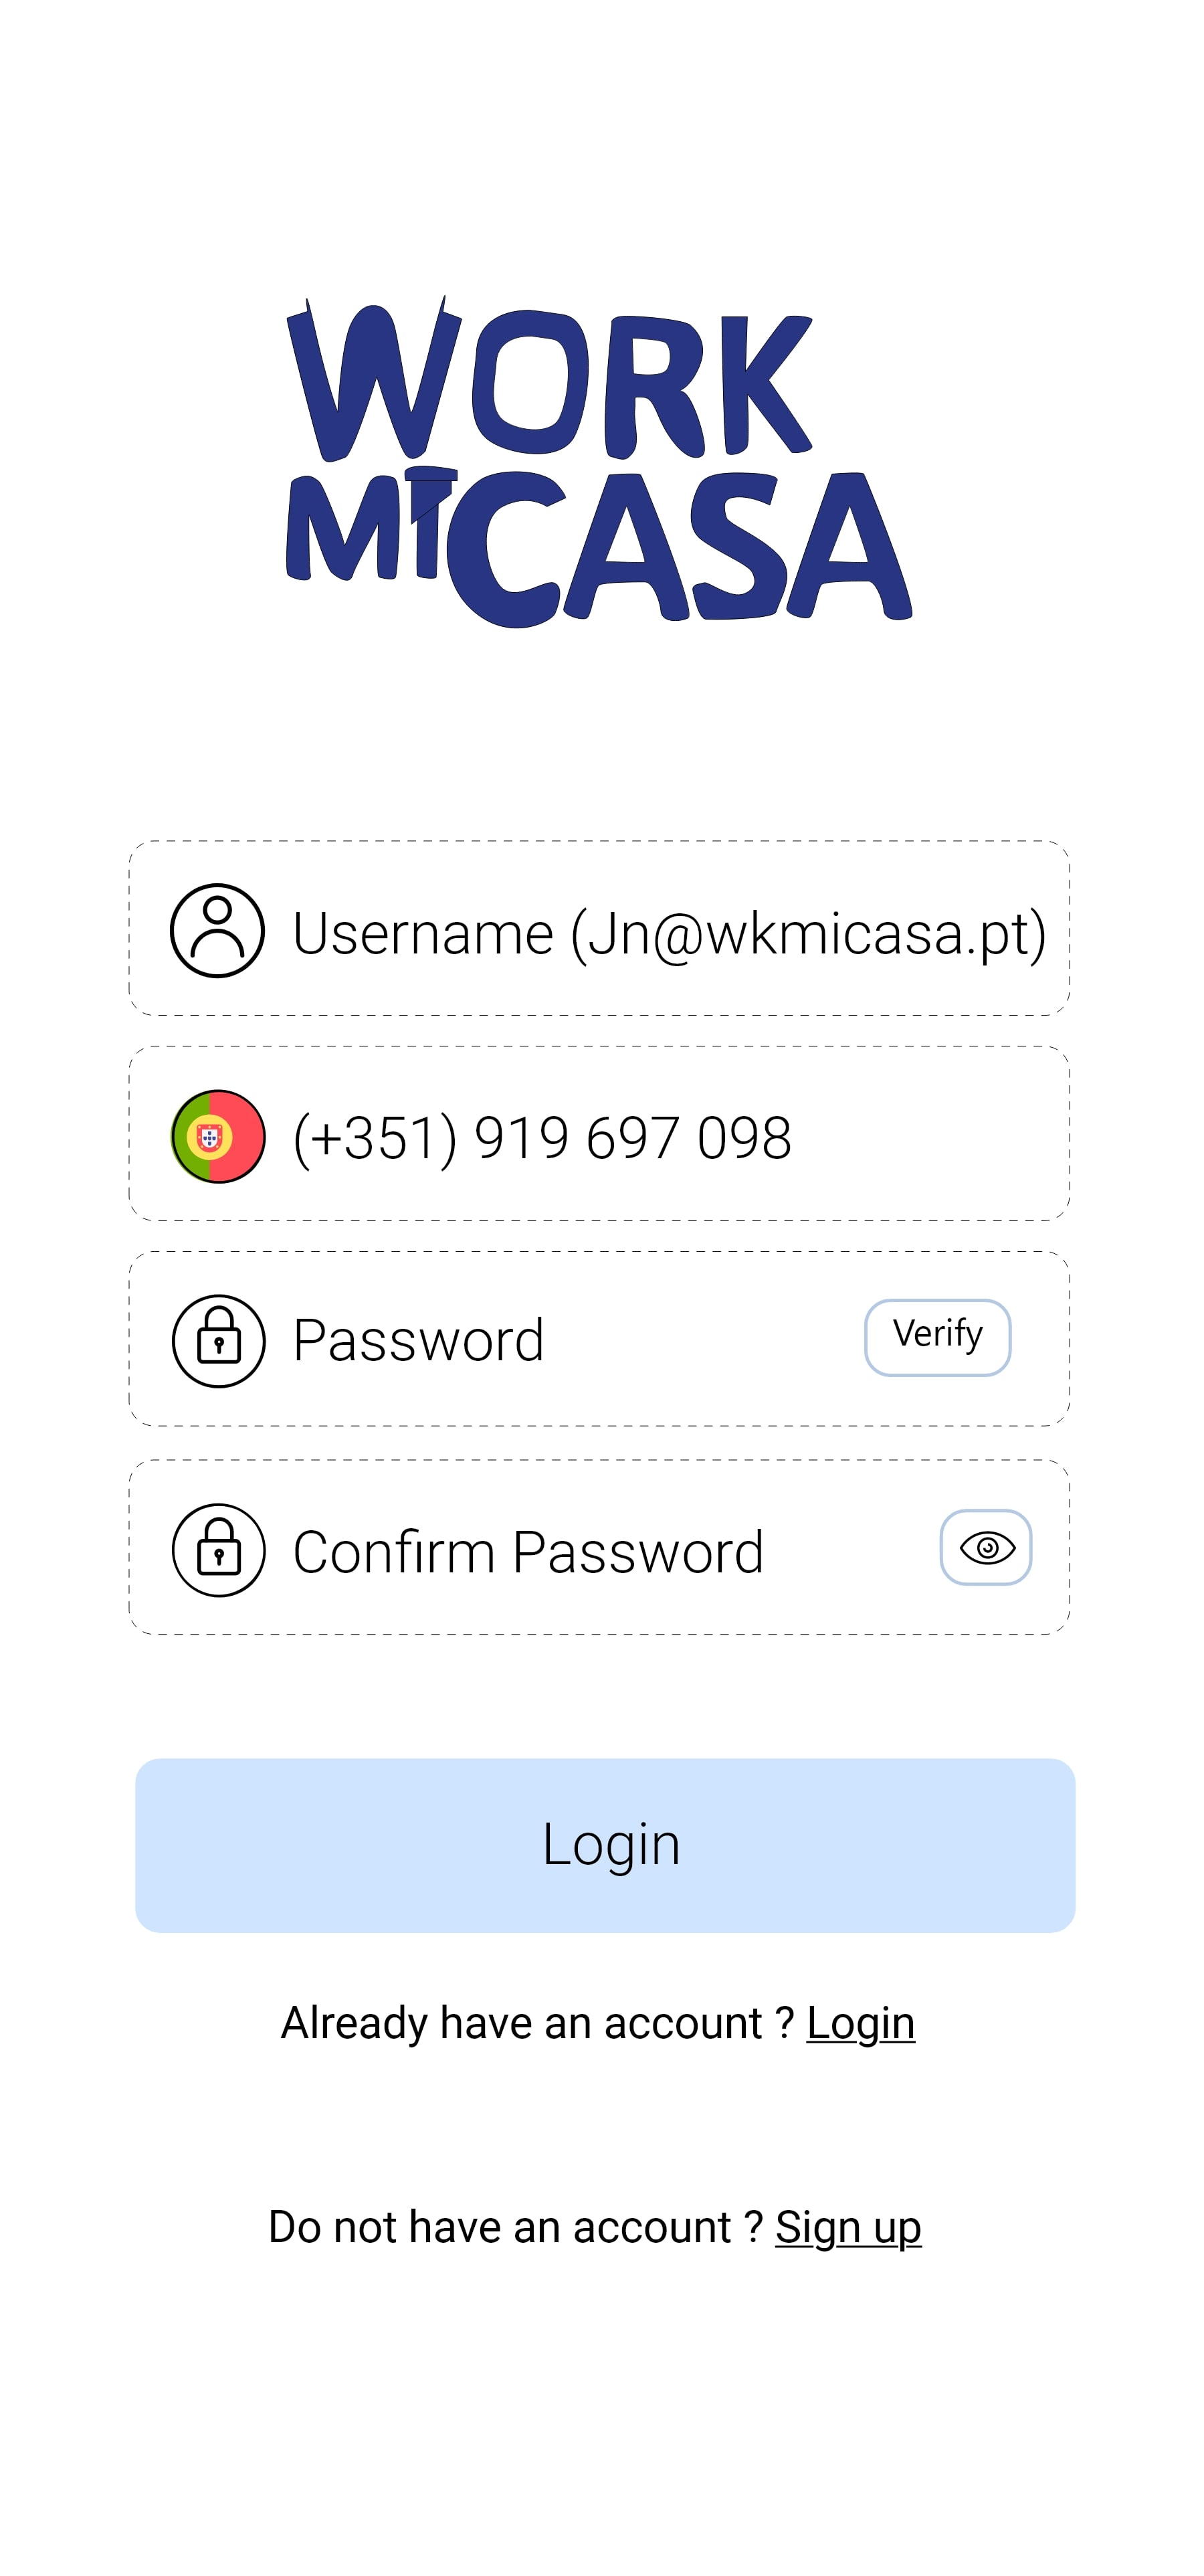 WORK
MICASA
Username (Jn@wkmicasa.pt)
(+351) 919 697 098
Password
Verify
Confirm Password
Login
Already have an account ? Login
Do not have an account ? Sign up